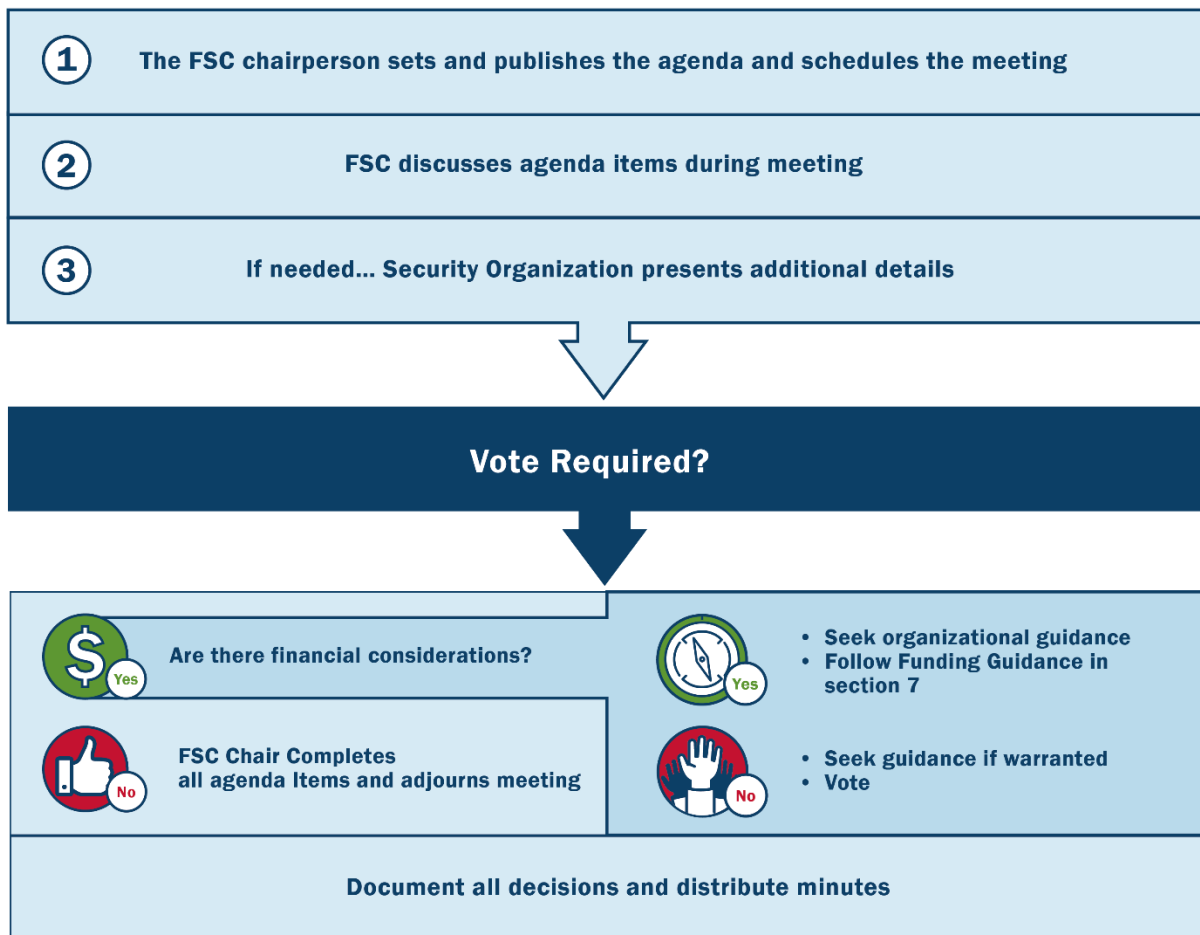 1
The FSC chairperson sets and publishes the agenda and schedules the meeting
2
FSC discusses agenda items during meeting
3
If needed... Security Organization presents additional details
Vote Required?
$
Yes
Are there financial considerations?
No
FSC Chair Completes
all agenda Items and adjourns meeting
Yes
• Seek organizational guidance
• Follow Funding Guidance in
section 7
No
• Seek guidance if warranted
• Vote
Document all decisions and distribute minutes